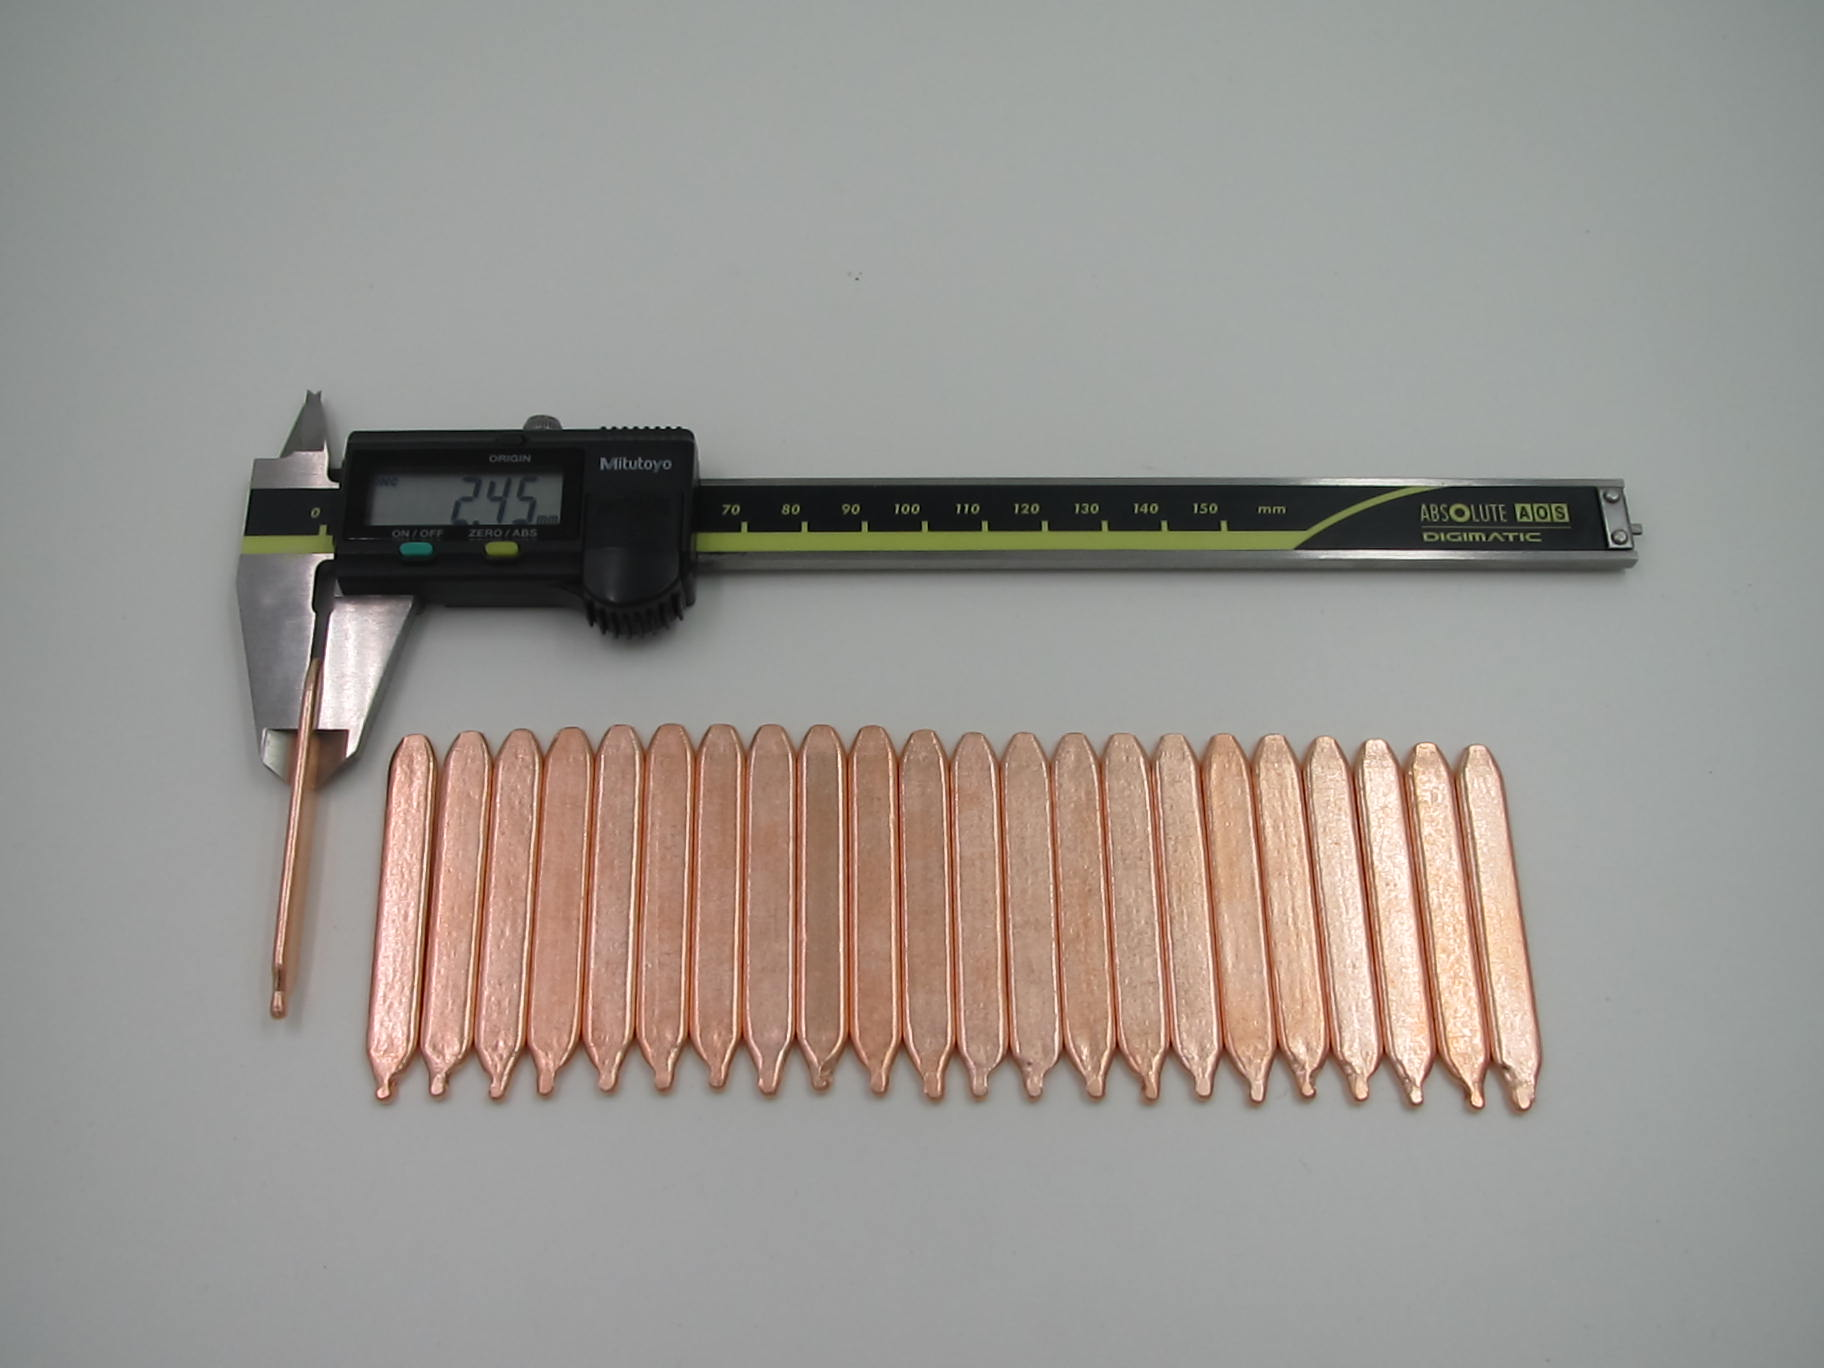 ORIGIN
Mitutoyo
INC
2.45 mm
ON / OFF ZERO / ABS
0 70 80 90 100 110 120 130 140 150 mm
ABSOLUTE AOS
DIGIMATIC